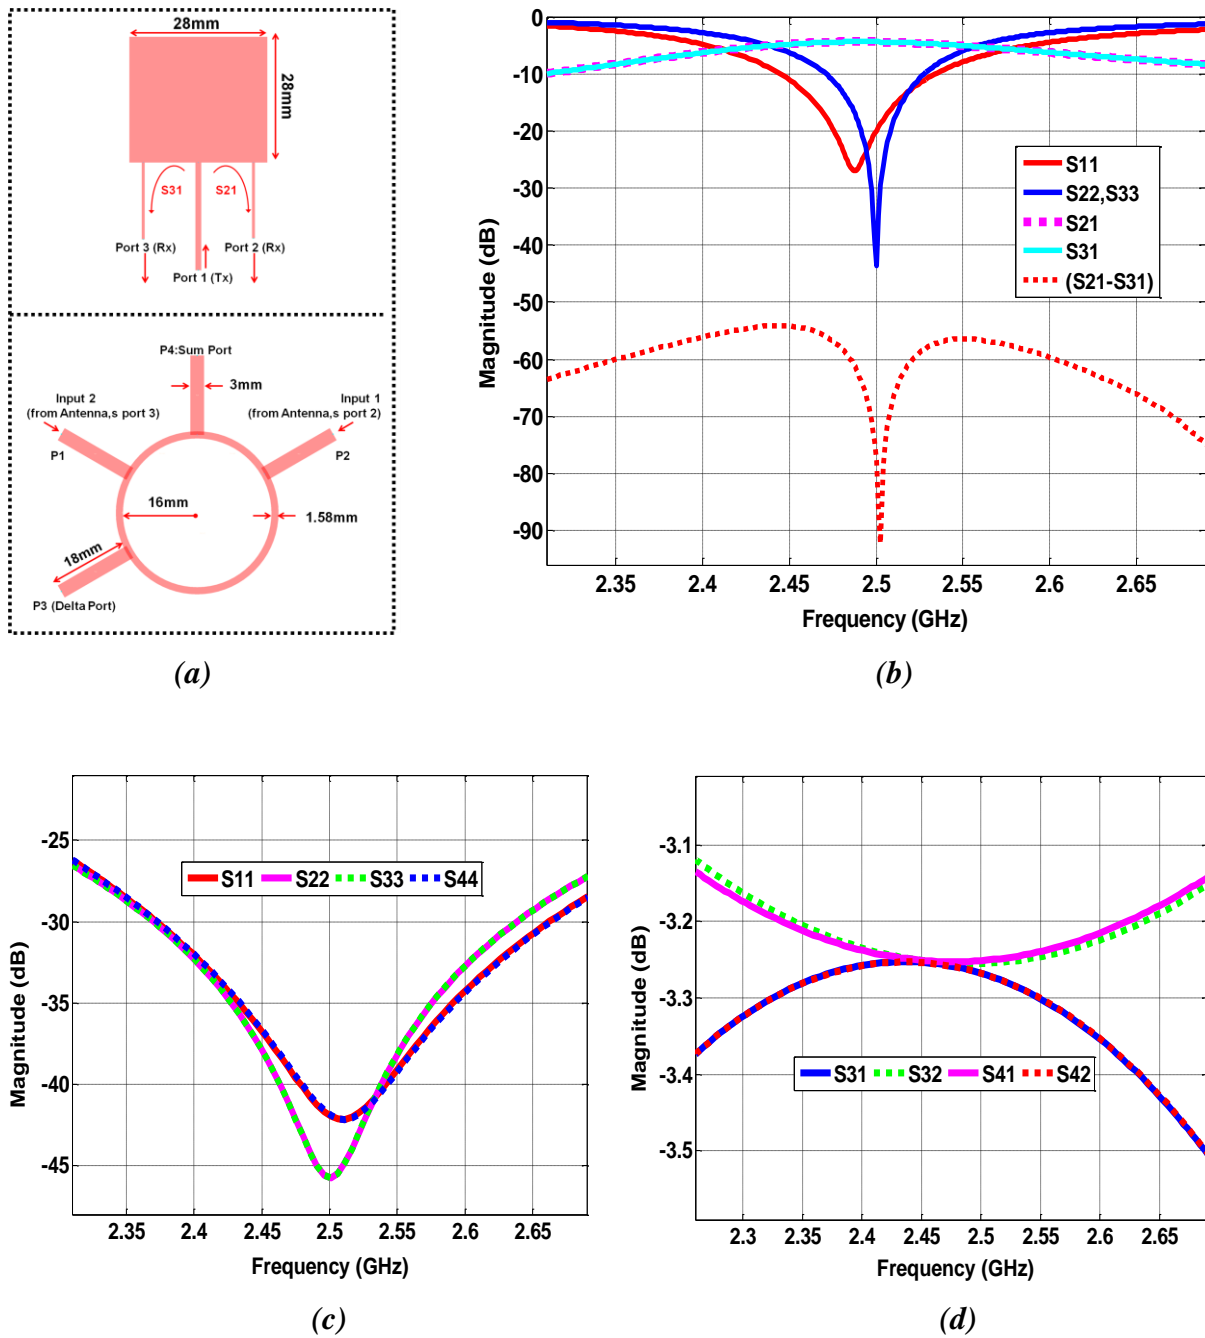 28mm
28mm
S31
S21
Port 3 (Rx)
Port 2 (Rx)
Port 1 (Tx)
P4:Sum Port
3mm
Input 2
(from Antenna,s port 3)
Input 1
(from Antenna,s port 2)
P1
P2
16mm
1.58mm
18mm
P3 (Delta Port)
(a)
Magnitude (dB)
0
-10
-20
-30
-40
-50
-60
-70
-80
-90
S11
S22,S33
S21
S31
(S21-S31)
2.35
2.4
2.45
2.5
2.55
2.6
2.65
Frequency (GHz)
(b)
Magnitude (dB)
-25
-30
-35
-40
-45
S11
S22
S33
S44
2.35
2.4
2.45
2.5
2.55
2.6
2.65
Frequency (GHz)
(c)
Magnitude (dB)
-3.1
-3.2
-3.3
-3.4
-3.5
S31
S32
S41
S42
2.3
2.35
2.4
2.45
2.5
2.55
2.6
2.65
Frequency (GHz)
(d)